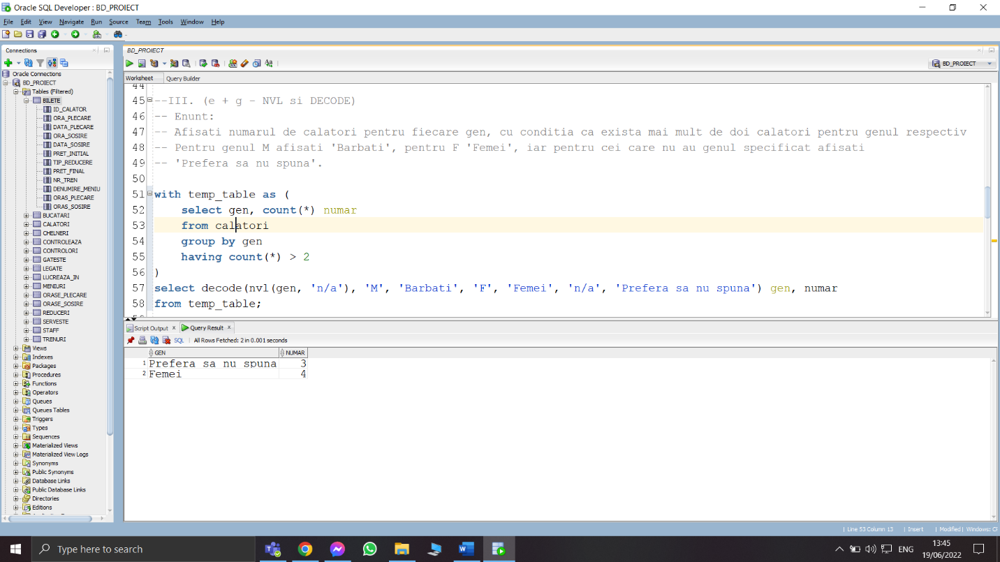 Oracle SQL Developer : BD_PROIECT
File Edit View Navigate Run Source Team Tools Window Help
Connections
Oracle Connections
BD_PROIECT
Tables (Filtered)
BILETE
ID_CALATOR
ORA_PLECARE
DATA_PLECARE
ORA_SOSIRE
DATA_SOSIRE
PRET_INITIAL
TIP_REDUCERE
PRET_FINAL
NR_TREN
DENUMIRE_MENIU
ORAS_PLECARE
ORAS_SOSIRE
BUCATARI
CALATORI
CHELNERI
CONTROLEAZA
CONTROLORI
GATESTE
LEGATE
LUCREAZA_IN
MENIURI
ORASE_PLECARE
ORASE_SOSIRE
REDUCERI
SERVESTE
STAFF
TRENURI
Views
Indexes
Packages
Procedures
Functions
Operators
Queues
Queues Tables
Triggers
Types
Sequences
Materialized Views
Materialized View Logs
Synonyms
Public Synonyms
Database Links
Public Database Links
Directories
Editions
BD_PROIECT
BD_PROIECT
Worksheet Query Builder
44
45 --III. (e + g - NVL si DECODE)
46 -- Enunt:
47 -- Afisati numarul de calatori pentru fiecare gen, cu conditia ca exista mai mult de doi calatori pentru genul respectiv
48 -- Pentru genul M afisati 'Barbati', pentru F 'Femei', iar pentru cei care nu au genul specificat afisati
49 -- 'Prefera sa nu spuna'.
50
51 with temp_table as (
52 select gen, count(*) numar
53 from calatori
54 group by gen
55 having count(*) > 2
56 )
57 select decode(nvl(gen, 'n/a'), 'M', 'Barbati', 'F', 'Femei', 'n/a', 'Prefera sa nu spuna') gen, numar
58 from temp_table;
Script Output x Query Result x
SQL | All Rows Fetched: 2 in 0.001 seconds
GEN NUMAR
1 Prefera sa nu spuna 3
2 Femei 4
| Line 53 Column 13 | Insert | Modified | Windows: C
Type here to search
ENG
13:45
19/06/2022